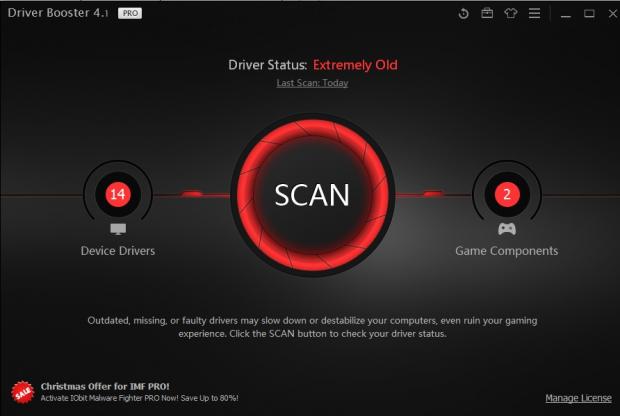 Driver Booster 4.1 PRO
Driver Status: Extremely Old
Last Scan: Today
14
SCAN
2
Device Drivers
Game Components
Outdated, missing, or faulty drivers may slow down or destabilize your computers, even ruin your gaming
experience. Click the SCAN button to check your driver status.
SALE
Christmas Offer for IMF PRO!
Activate IObit Malware Fighter PRO Now! Save Up to 80%!
Manage License